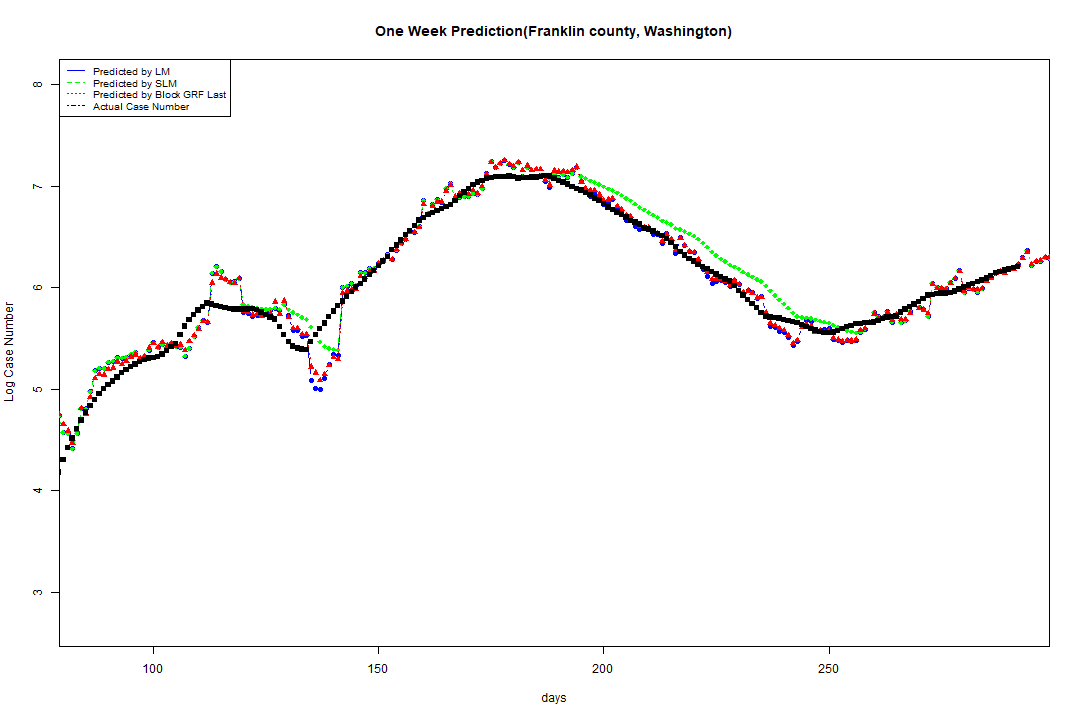 One Week Prediction(Franklin county, Washington)
Predicted by LM
Predicted by SLM
Predicted by Block GRF Last
Actual Case Number
8
7
6
5
4
3
Log Case Number
100 150 200 250
days